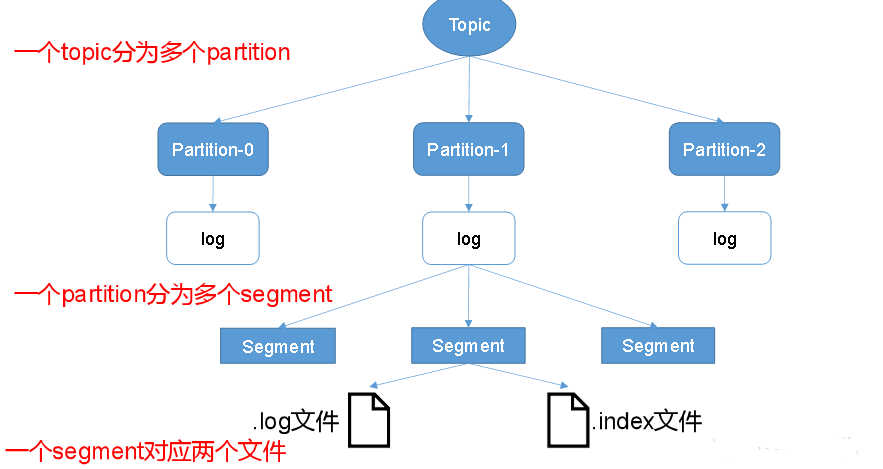 Topic
一个topic分为多个partition
Partition-0
Partition-1
Partition-2
log
log
log
一个partition分为多个segment
Segment
Segment
Segment
.log文件
.index文件
一个segment对应两个文件